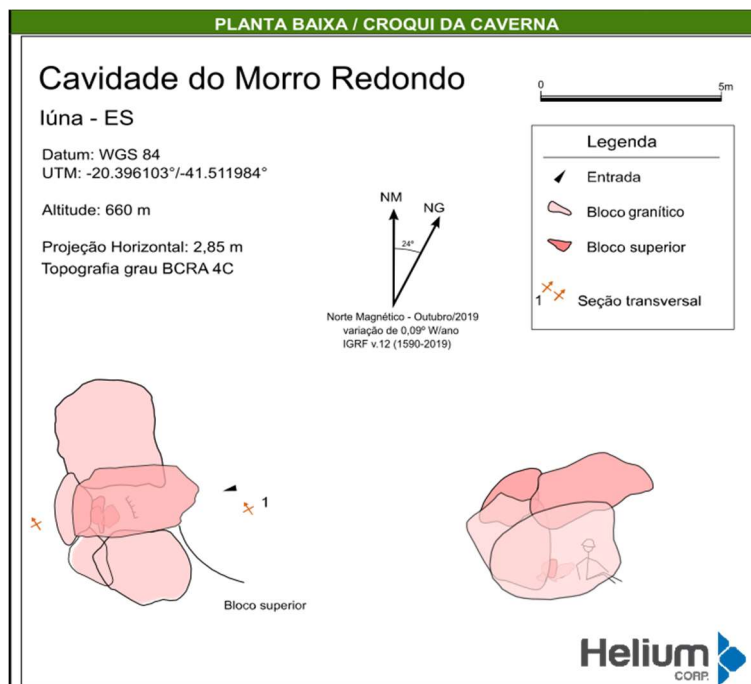 PLANTA BAIXA / CROQUI DA CAVERNA
Cavidade do Morro Redondo
Iúna - ES
Datum: WGS 84
UTM: -20.396103°/-41.511984°
Altitude: 660 m
Projeção Horizontal: 2,85 m
Topografia grau BCRA 4C
NM
NG
24°
Norte Magnético - Outubro/2019
variação de 0,09º W/ano
IGRF v.12 (1590-2019)
0 5m
Legenda
Entrada
Bloco granítico
Bloco superior
1 Seção transversal
1
Bloco superior
Helium
CORP.